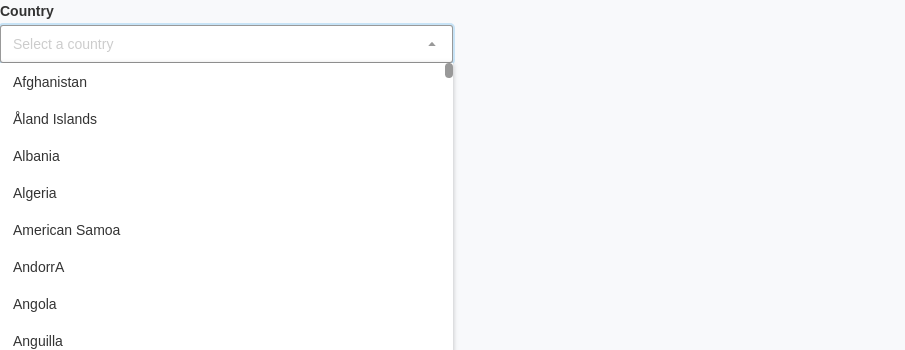 Country
Select a country
Afghanistan
Åland Islands
Albania
Algeria
American Samoa
AndorrA
Angola
Anguilla